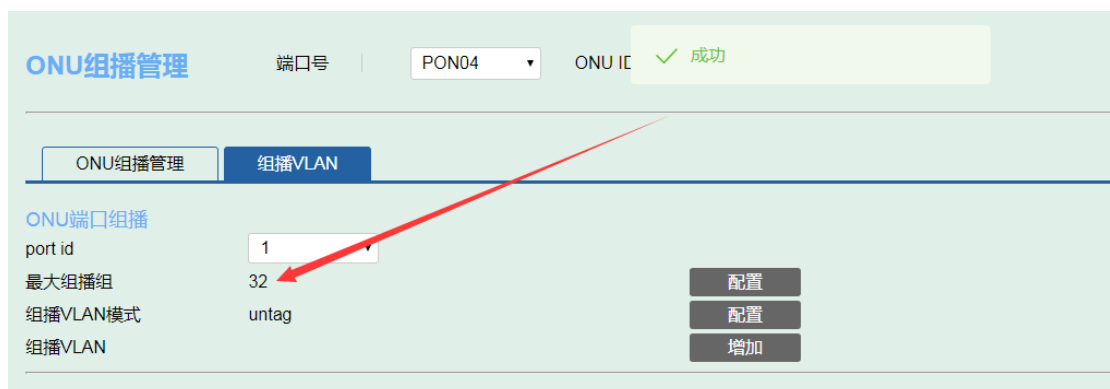 ONU组播管理 端口号 PON04 ONU ID 成功
ONU组播管理 组播VLAN
ONU端口组播
port id 1
最大组播组 32 配置
组播VLAN模式 untag 配置
组播VLAN 增加